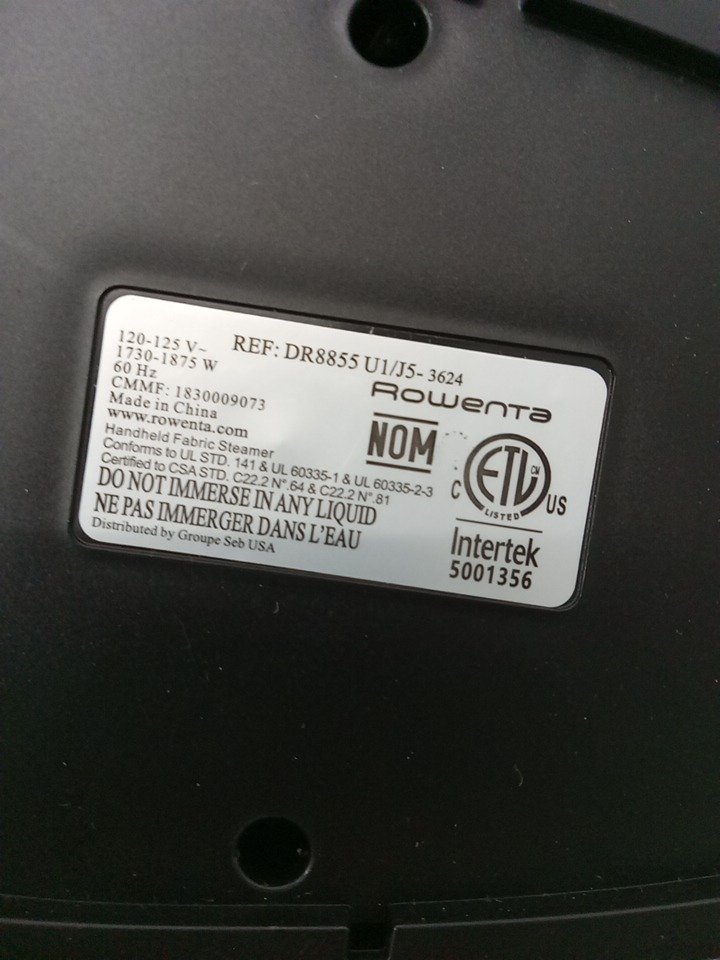 120-125 V~
1730-1875 W
60 Hz
CMMF: 1830009073
Made in China
www.rowenta.com
REF: DR8855 U1/J5- 3624
Rowenta
NOM
Handheld Fabric Steamer
Conforms to UL STD. 141 & UL 60335-1 & UL 60335-2-3
Certified to CSA STD. C22.2 N°.64 & C22.2 N°.81
DO NOT IMMERSE IN ANY LIQUID
NE PAS IMMERGER DANS L'EAU
Distributed by Groupe Seb USA
C ETL CM US
LISTED
Intertek
5001356